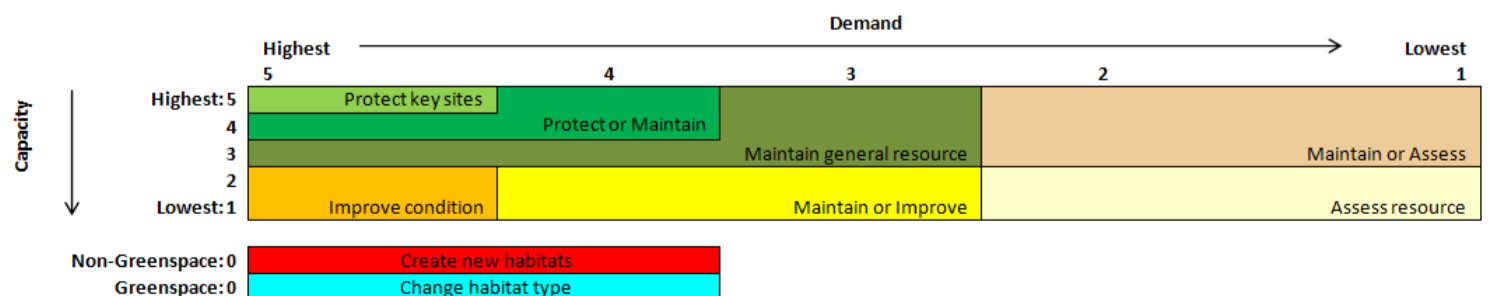 Demand
Highest Lowest
5 4 3 2 1
Capacity
Highest: 5 Protect key sites
4 Protect or Maintain
3 Maintain general resource Maintain or Assess
2
Lowest: 1 Improve condition Maintain or Improve Assess resource
Non-Greenspace: 0 Create new habitats
Greenspace: 0 Change habitat type